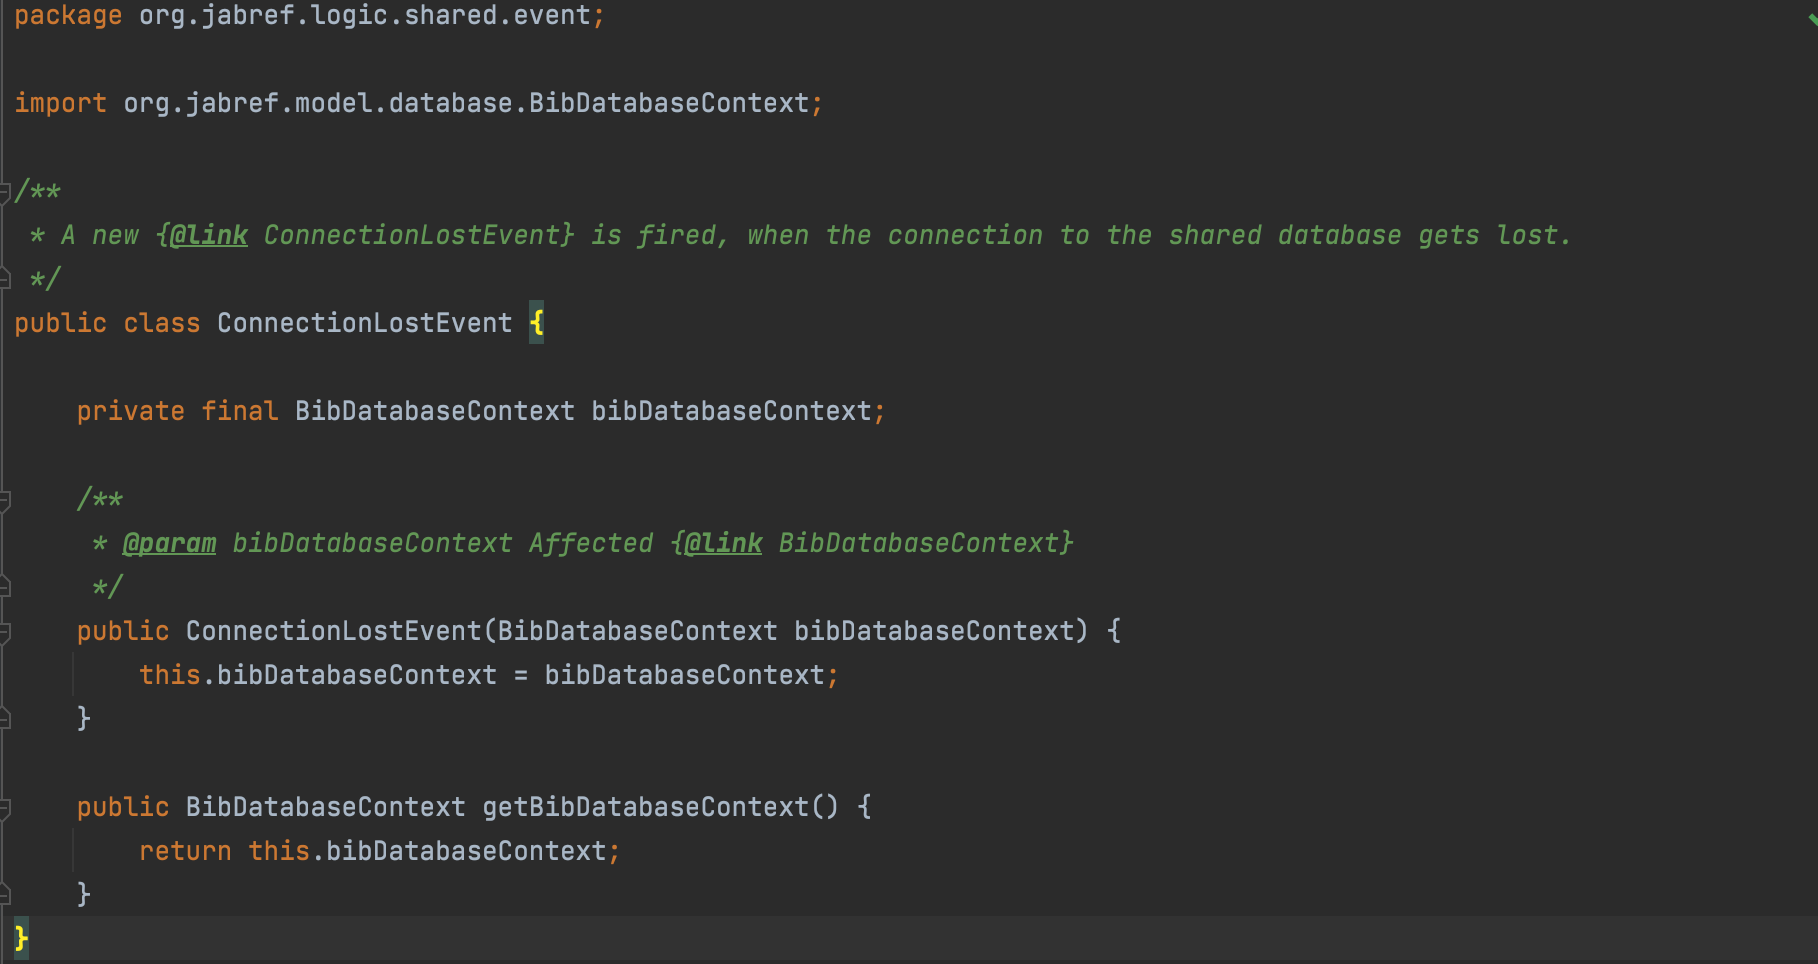 package org.jabref.logic.shared.event;
import org.jabref.model.database.BibDatabaseContext;
/**
 * A new {@link ConnectionLostEvent} is fired, when the connection to the shared database gets lost.
 */
public class ConnectionLostEvent {
    private final BibDatabaseContext bibDatabaseContext;
    /**
     * @param bibDatabaseContext Affected {@link BibDatabaseContext}
     */
    public ConnectionLostEvent(BibDatabaseContext bibDatabaseContext) {
        this.bibDatabaseContext = bibDatabaseContext;
    }
    public BibDatabaseContext getBibDatabaseContext() {
        return this.bibDatabaseContext;
    }
}